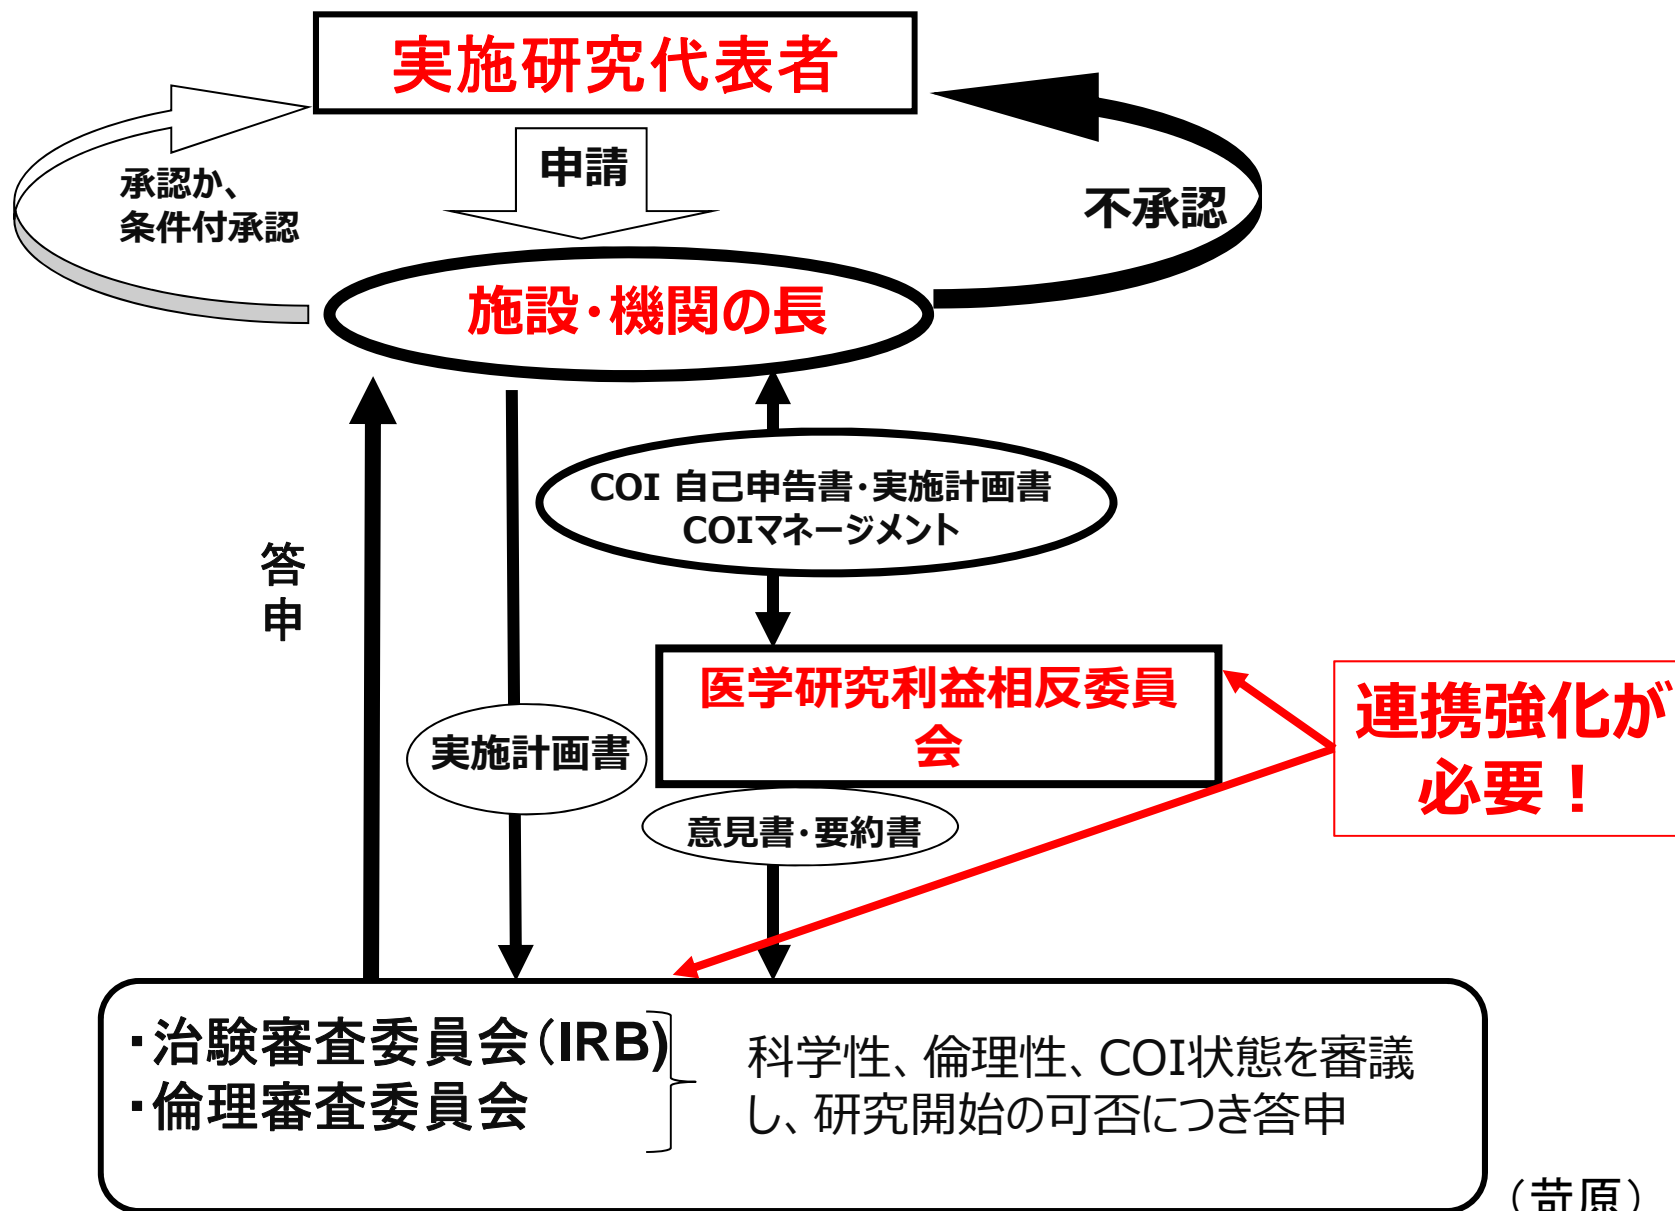 実施研究代表者
申請
承認か、
条件付承認
不承認
施設・機関の長
COI 自己申告書・実施計画書
COIマネージメント
答
申
医学研究利益相反委員
会
連携強化が
必要！
実施計画書
意見書・要約書
・治験審査委員会（IRB)
・倫理審査委員会
科学性、倫理性、COI状態を審議
し、研究開始の可否につき答申
（苛原）